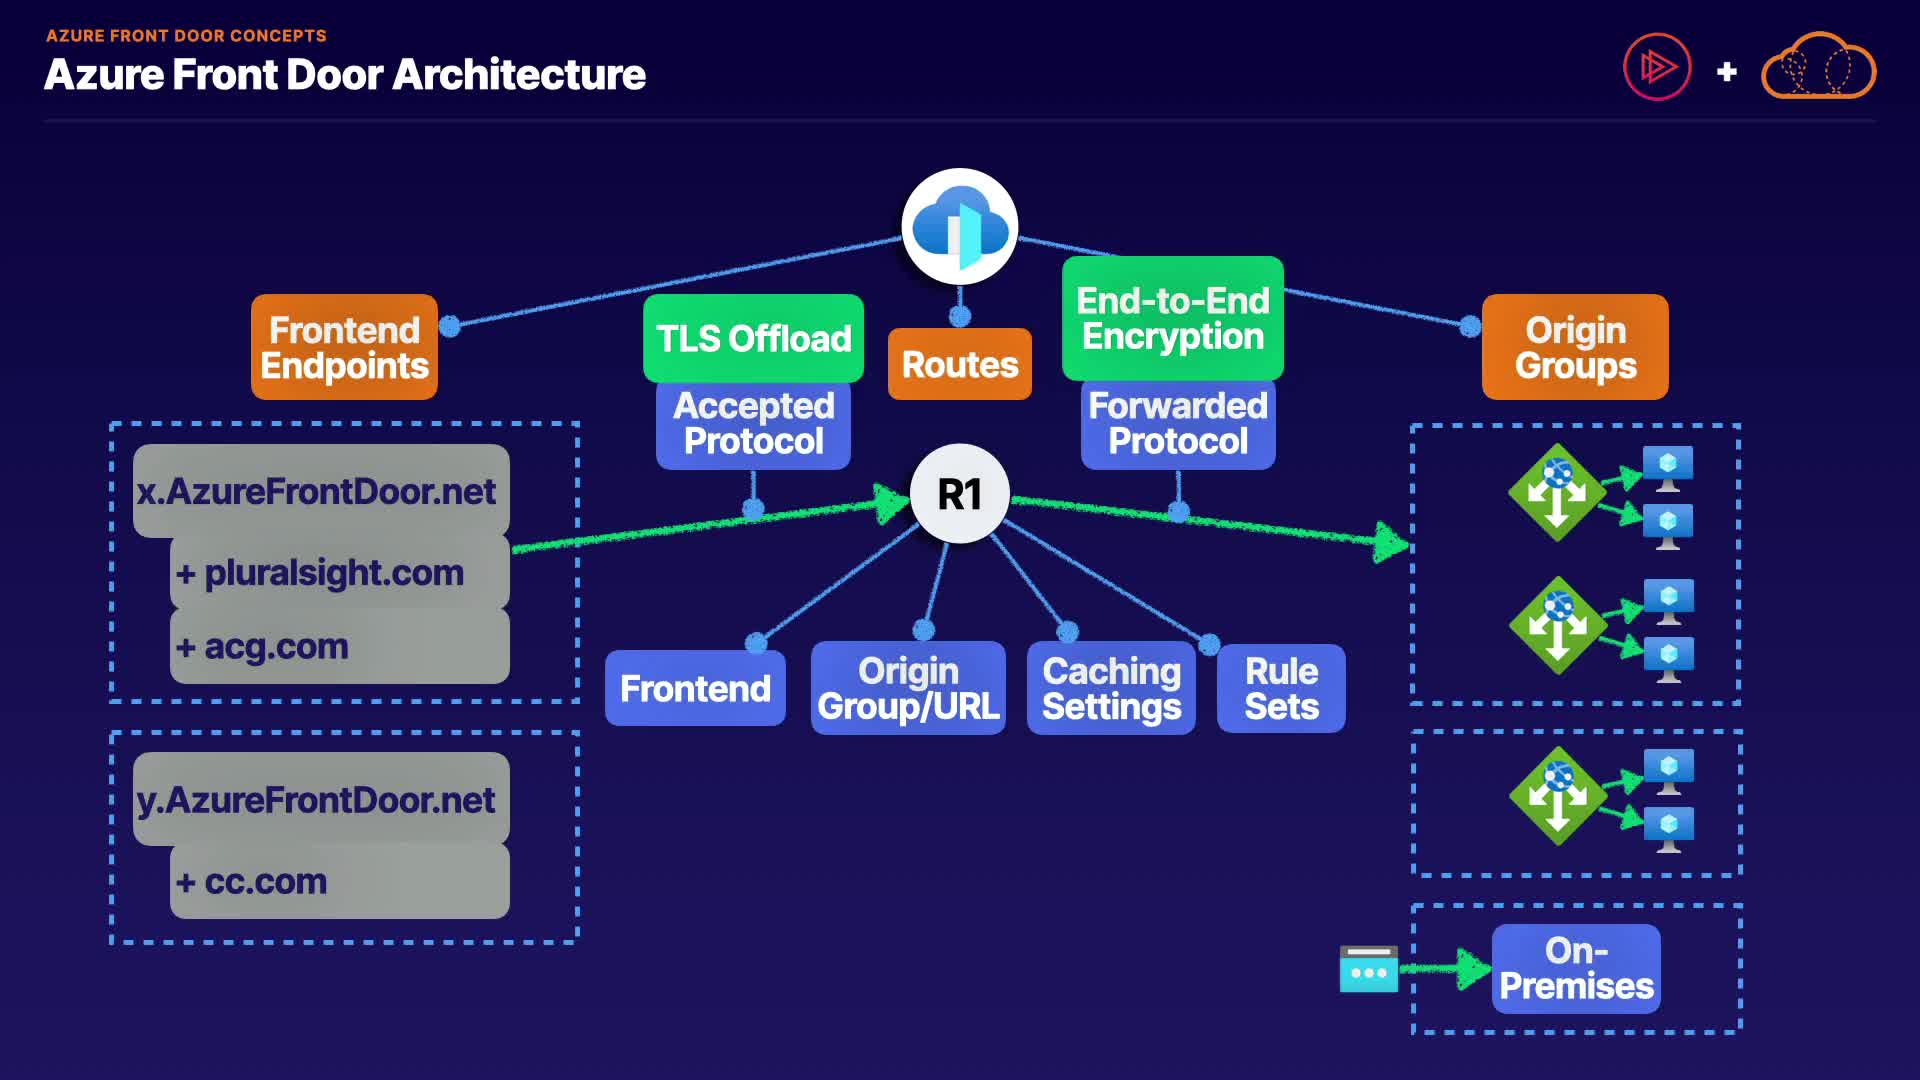 AZURE FRONT DOOR CONCEPTS
Azure Front Door Architecture
Frontend
Endpoints
TLS Offload
Accepted
Protocol
Routes
End-to-End
Encryption
Forwarded
Protocol
Origin
Groups
x.AzureFrontDoor.net
+ pluralsight.com
+ acg.com
R1
Frontend
Origin
Group/URL
Caching
Settings
Rule
Sets
y.AzureFrontDoor.net
+ cc.com
On-
Premises